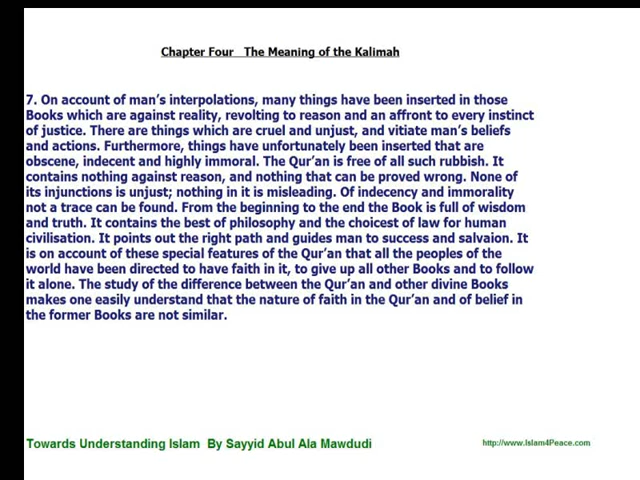 Chapter Four   The Meaning of the Kalimah
7. On account of man's interpolations, many things have been inserted in those
Books which are against reality, revolting to reason and an affront to every instinct
of justice. There are things which are cruel and unjust, and vitiate man's beliefs
and actions. Furthermore, things have unfortunately been inserted that are
obscene, indecent and highly immoral. The Qur'an is free of all such rubbish. It
contains nothing against reason, and nothing that can be proved wrong. None of
its injunctions is unjust; nothing in it is misleading. Of indecency and immorality
not a trace can be found. From the beginning to the end the Book is full of wisdom
and truth. It contains the best of philosophy and the choicest of law for human
civilisation. It points out the right path and guides man to success and salvaion. It
is on account of these special features of the Qur'an that all the peoples of the
world have been directed to have faith in it, to give up all other Books and to follow
it alone. The study of the difference between the Qur'an and other divine Books
makes one easily understand that the nature of faith in the Qur'an and of belief in
the former Books are not similar.
Towards Understanding Islam  By Sayyid Abul Ala Mawdudi
http://www.Islam4Peace.com